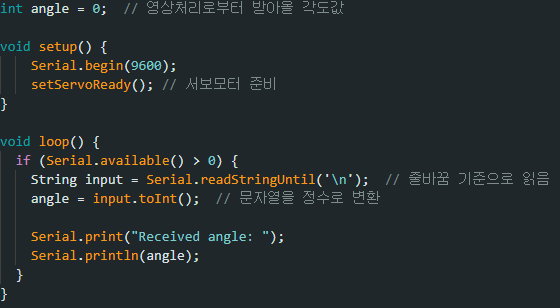 int angle = 0;  // 영상처리로부터 받아올 각도값
void setup() {
Serial.begin(9600);
setServoReady(); // 서보모터 준비
}
void loop() {
if (Serial.available() > 0) {
String input = Serial.readStringUntil('\n');  // 줄바꿈 기준으로 읽음
angle = input.toInt();  // 문자열을 정수로 변환
Serial.print("Received angle: ");
Serial.println(angle);
}
}